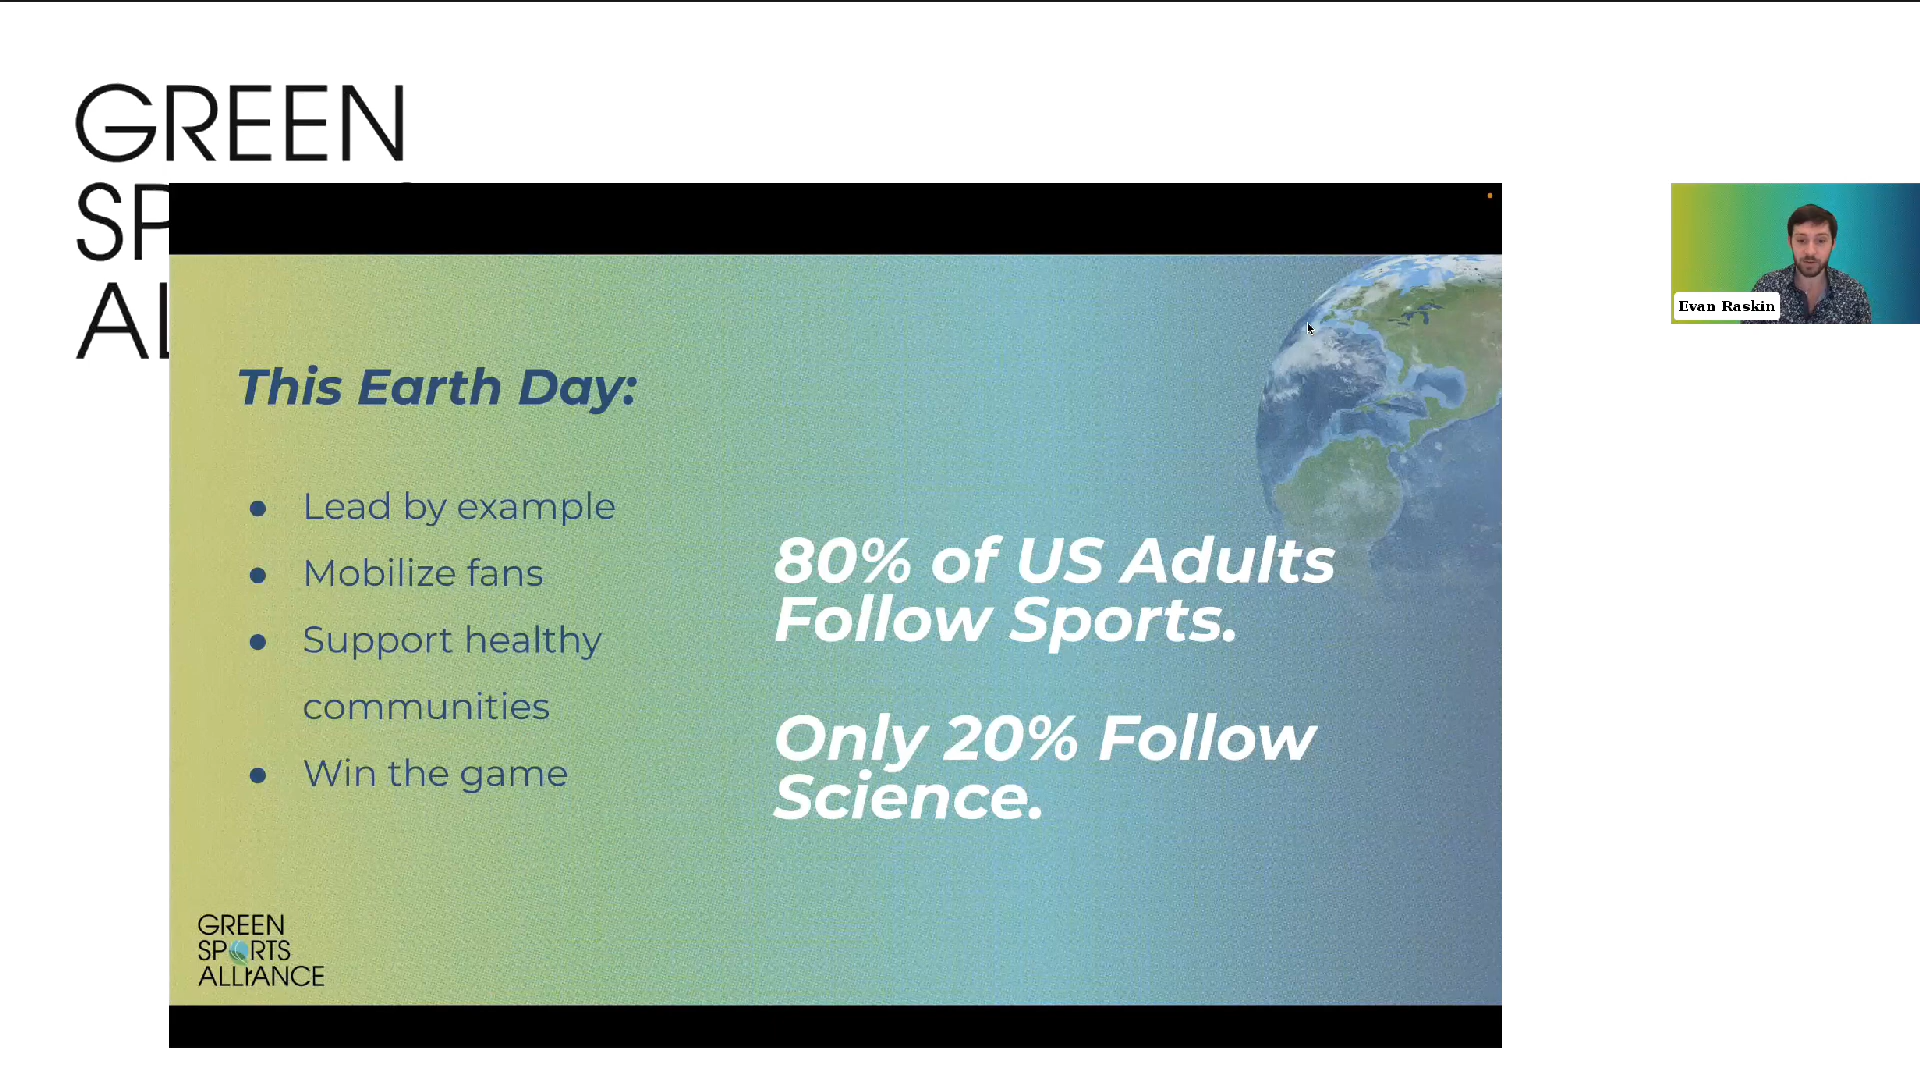 GREEN
SP
AL
This Earth Day:
● Lead by example
● Mobilize fans
● Support healthy
communities
● Win the game
80% of US Adults
Follow Sports.
Only 20% Follow
Science.
GREEN
SPORTS
ALLIANCE
Evan Raskin